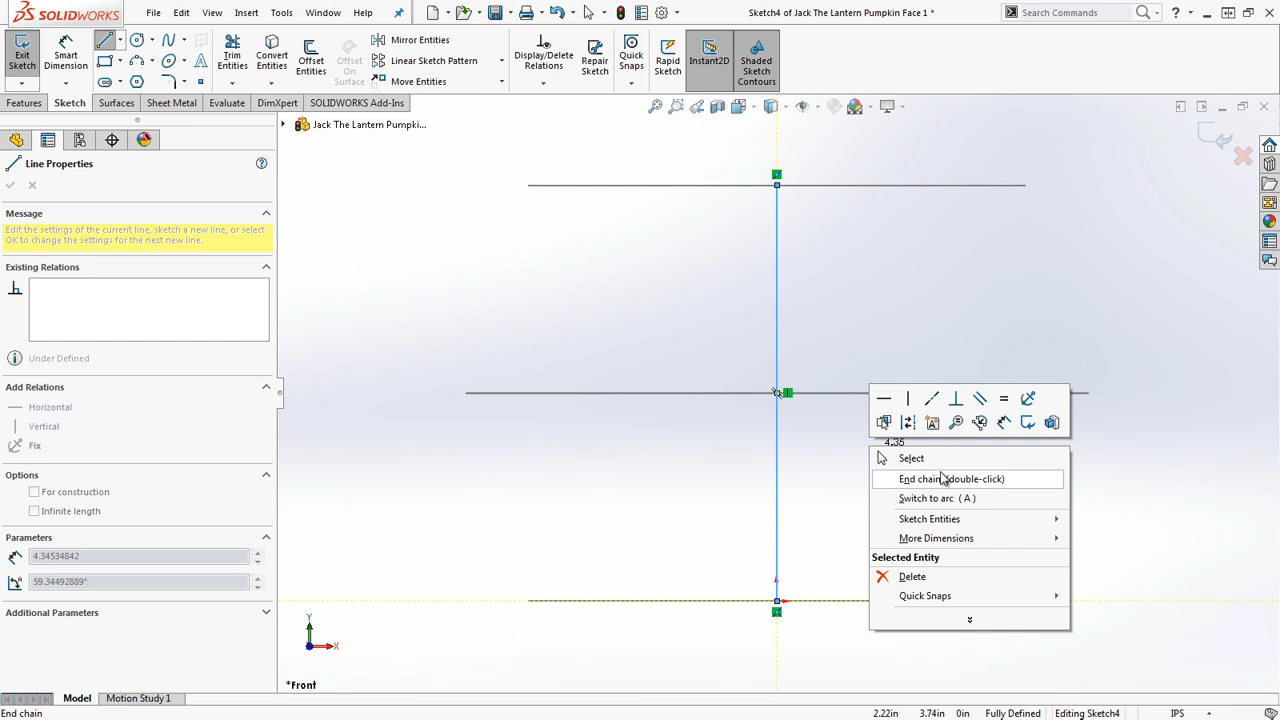 SOLIDWORKS
File Edit View Insert Tools Window Help
Sketch4 of Jack The Lantern Pumpkin Face 1 *
Search Commands
Exit Sketch
Smart Dimension
Trim Entities
Convert Entities
Offset Entities
Offset On Surface
Mirror Entities
Linear Sketch Pattern
Move Entities
Display/Delete Relations
Repair Sketch
Quick Snaps
Rapid Sketch
Instant2D
Shaded Sketch Contours
Features Sketch Surfaces Sheet Metal Evaluate DimXpert SOLIDWORKS Add-Ins
Jack The Lantern Pumpki...
Line Properties
Message
Edit the settings of the current line, sketch a new line, or select
OK to change the settings for the next new line.
Existing Relations
Under Defined
Add Relations
Horizontal
Vertical
Fix
Options
For construction
Infinite length
Parameters
4.34534842
59.34492889°
Additional Parameters
4.35
Select
End chain (double-click)
Switch to arc (A)
Sketch Entities
More Dimensions
Selected Entity
Delete
Quick Snaps
Y
X
*Front
Model Motion Study 1
End chain
2.22in 3.74in 0in Fully Defined Editing Sketch4 IPS